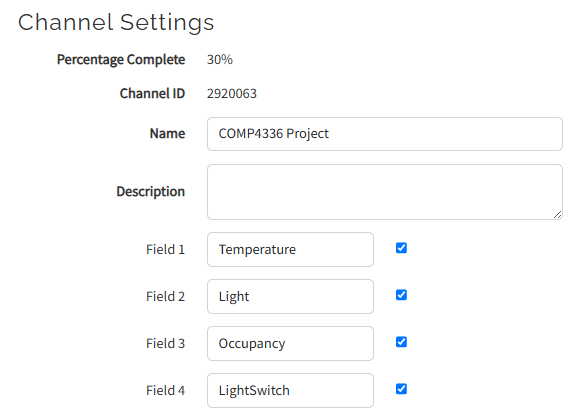 Channel Settings
Percentage Complete 30%
Channel ID 2920063
Name COMP4336 Project
Description
Field 1 Temperature
Field 2 Light
Field 3 Occupancy
Field 4 LightSwitch